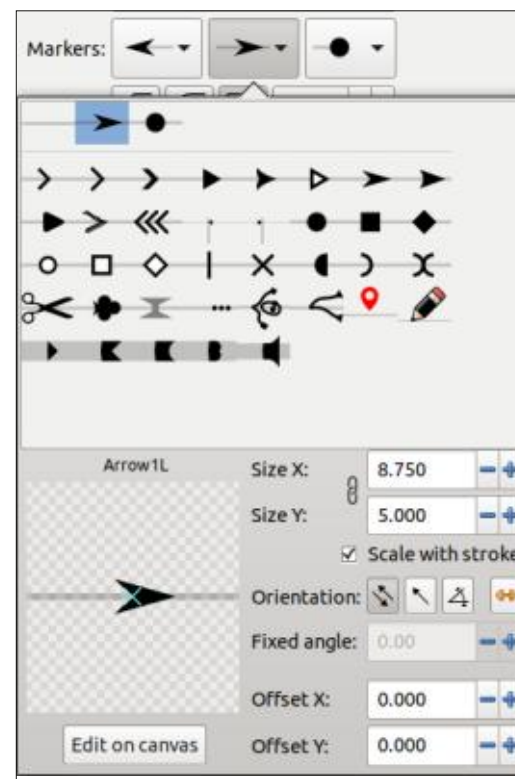 Markers:
Arrow1L
Size X: 8.750
Size Y: 5.000
Scale with stroke
Orientation:
Fixed angle: 0.00
Offset X: 0.000
Edit on canvas Offset Y: 0.000